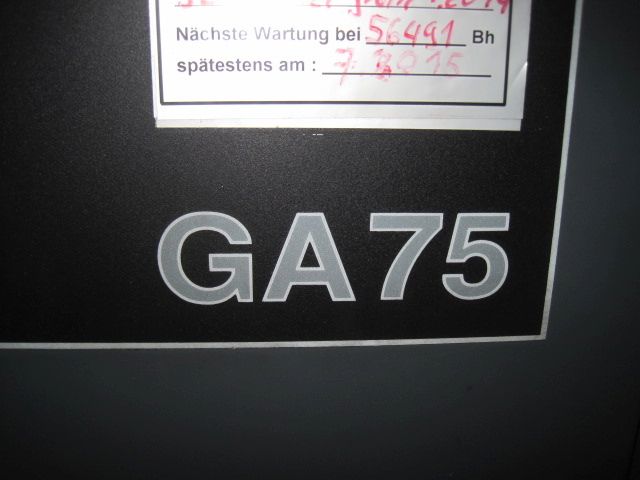 Nächste Wartung bei 56491 Bh
spätestens am :
GA75